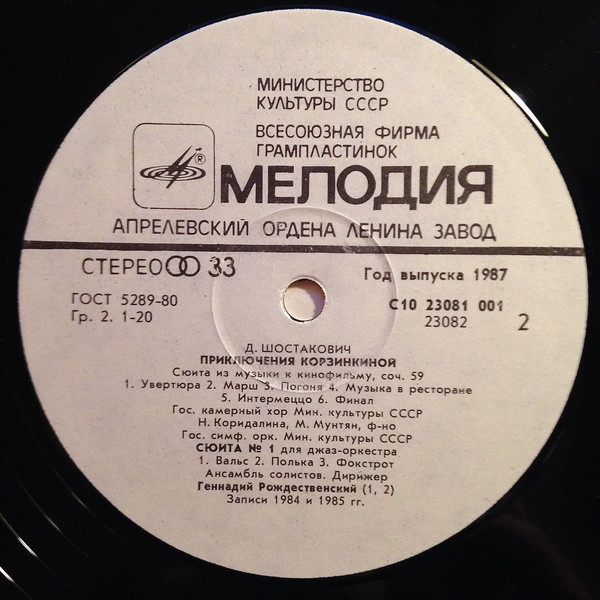 МИНИСТЕРСТВО
КУЛЬТУРЫ СССР
ВСЕСОЮЗНАЯ ФИРМА
ГРАМПЛАСТИНОК
®
МЕЛОДИЯ
АПРЕЛЕВСКИЙ ОРДЕНА ЛЕНИНА ЗАВОД
СТЕРЕО 33
Год выпуска 1987
ГОСТ 5289-80
Гр. 2. 1-20
С10 23081 001
23082
2
Д. ШОСТАКОВИЧ
ПРИКЛЮЧЕНИЯ КОРЗИНКИНОЙ
Сюита из музыки к кинофильму, соч. 59
1. Увертюра 2. Марш 3. Погоня 4. Музыка в ресторане
5. Интермеццо 6. Финал
Гос. камерный хор Мин. культуры СССР
Н. Коридалина, М. Мунтян, ф-но
Гос. симф. орк. Мин. культуры СССР
СЮИТА № 1 для джаз-оркестра
1. Вальс 2. Полька 3. Фокстрот
Ансамбль солистов. Дирижер
Геннадий Рождественский (1, 2)
Записи 1984 и 1985 гг.